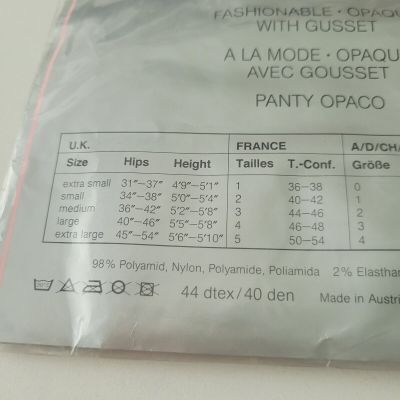 FASHIONABLE · OPAQU
WITH GUSSET
A LA MODE · OPAQU
AVEC GOUSSET
PANTY OPACO
U.K. FRANCE A/D/CH/
Size Hips Height Tailles T.-Conf. Größe
extra small 31"–37" 4'9"–5'1" 1 36–38 0
small 34"–38" 5'0"–5'4" 2 40–42 1
medium 36"–42" 5'2"–5'8" 3 44–46 2
large 40"–46" 5'5"–5'8" 4 46–48 3
extra large 45"–54" 5'6"–5'10" 5 50–54 4
98% Polyamid, Nylon, Polyamide, Poliamida 2% Elasthan
44 dtex/40 den Made in Austri